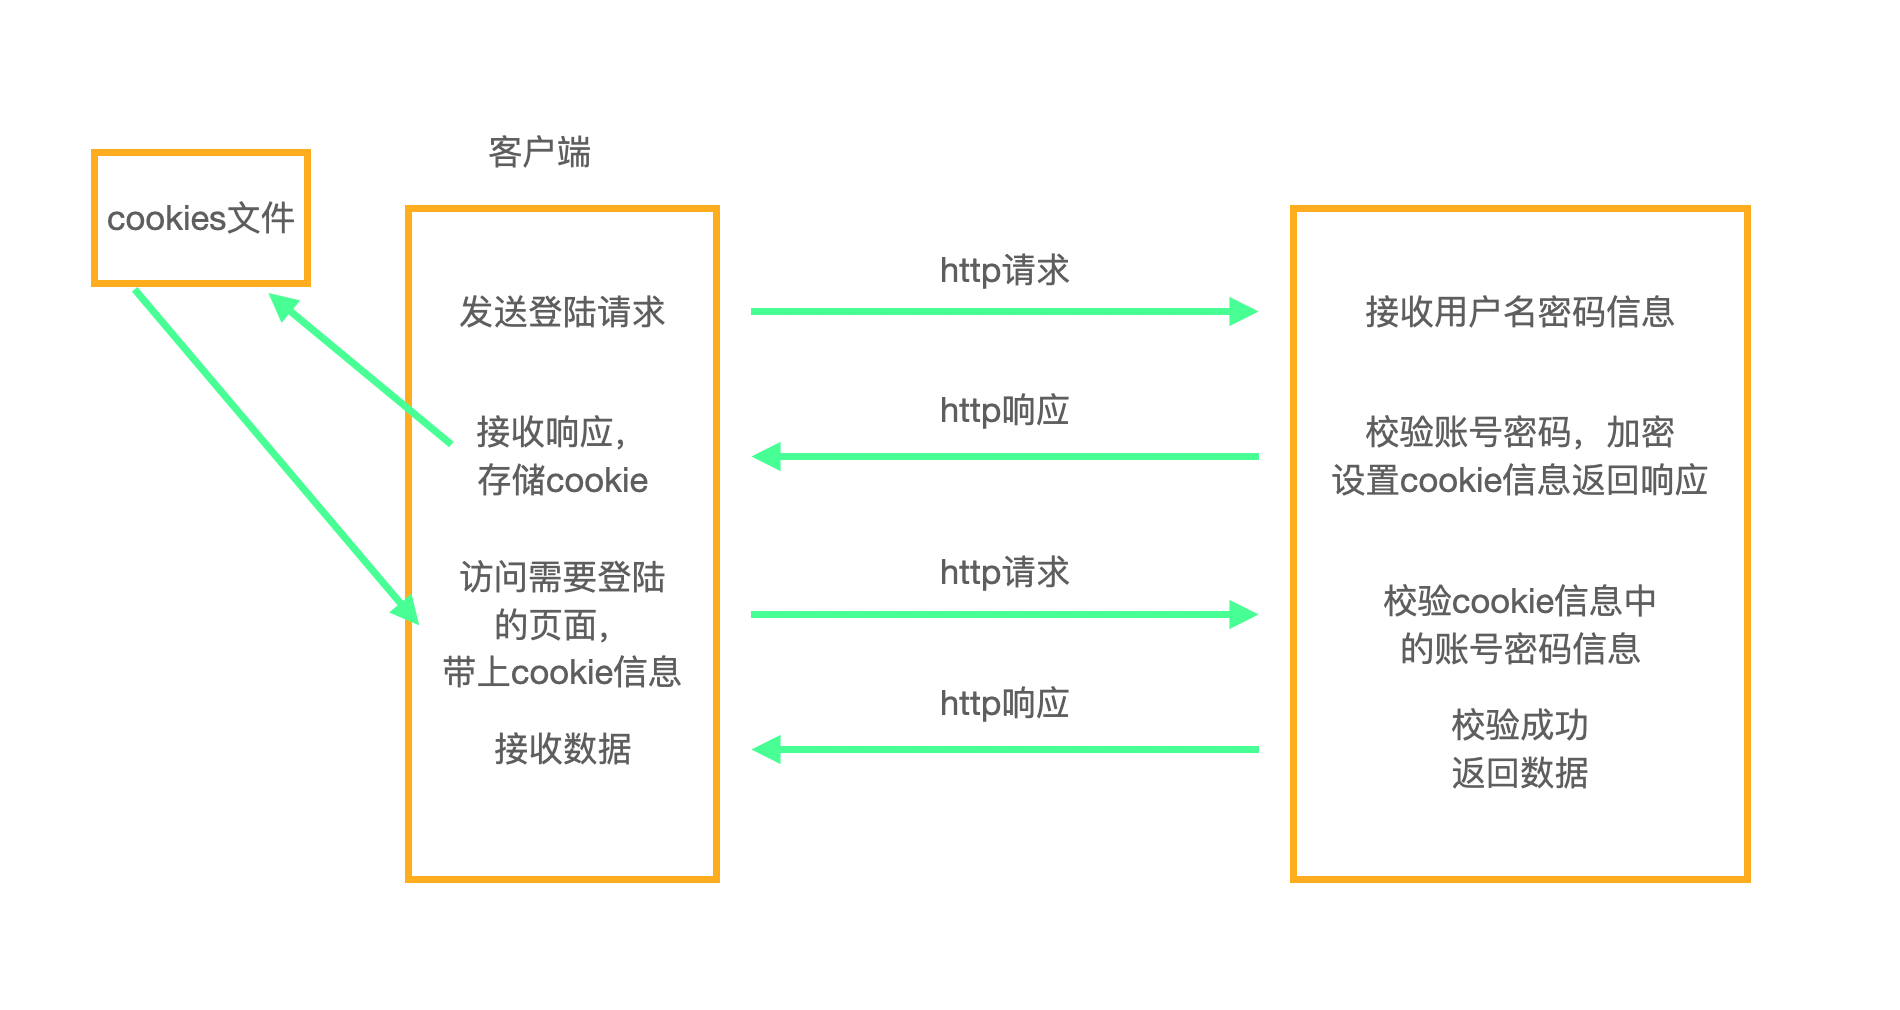 客户端
cookies文件
http请求
发送登陆请求
接收用户名密码信息
http响应
接收响应，
存储cookie
校验账号密码，加密
设置cookie信息返回响应
http请求
访问需要登陆
的页面，
带上cookie信息
校验cookie信息中
的账号密码信息
http响应
接收数据
校验成功
返回数据